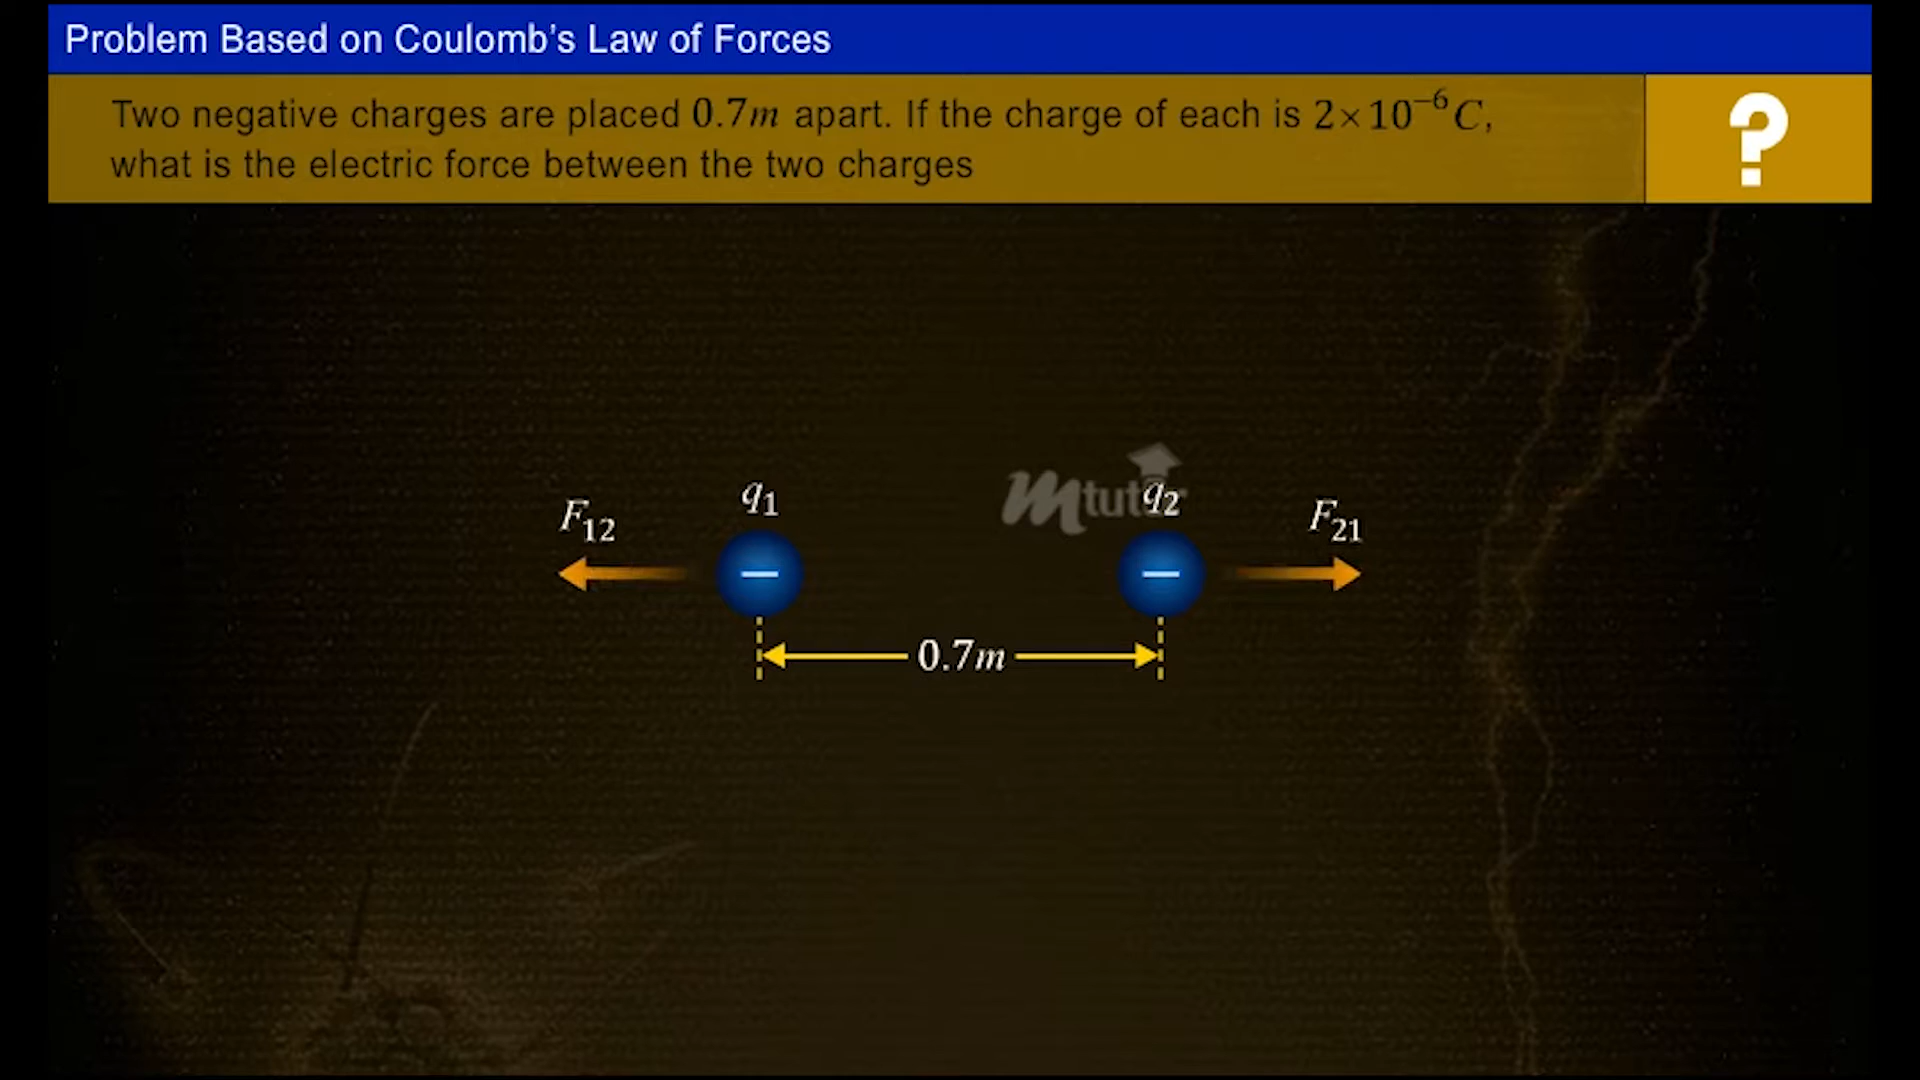 Problem Based on Coulomb’s Law of Forces
Two negative charges are placed 0.7m apart. If the charge of each is 2×10⁻⁶C,
what is the electric force between the two charges
?
mtutor
q₁
q₂
F₁₂
F₂₁
−
−
0.7m